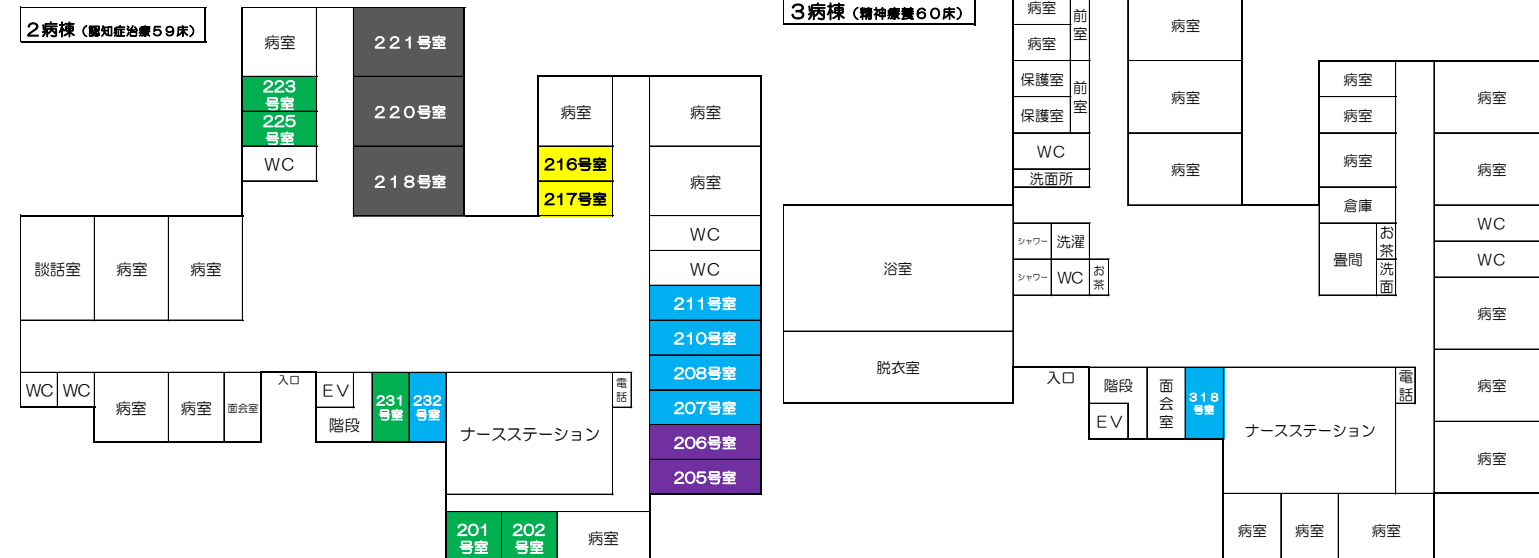 2病棟（認知症治療59床）
病室
221号室
223
号室
225
号室
220号室
病室
病室
WC
218号室
216号室
217号室
病室
WC
WC
談話室
病室
病室
211号室
210号室
208号室
207号室
206号室
205号室
WC
WC
病室
病室
面会室
入口
EV
階段
231
号室
232
号室
ナースステーション
電話
201
号室
202
号室
病室
3病棟（精神療養60床）
病室
病室
前室
保護室
保護室
前室
WC
洗面所
病室
病室
病室
病室
病室
病室
倉庫
畳間
お茶
洗面
病室
病室
WC
WC
病室
病室
病室
浴室
脱衣室
シャワー
洗濯
シャワー
WC
お茶
入口
階段
EV
面会室
318
号室
ナースステーション
電話
病室
病室
病室